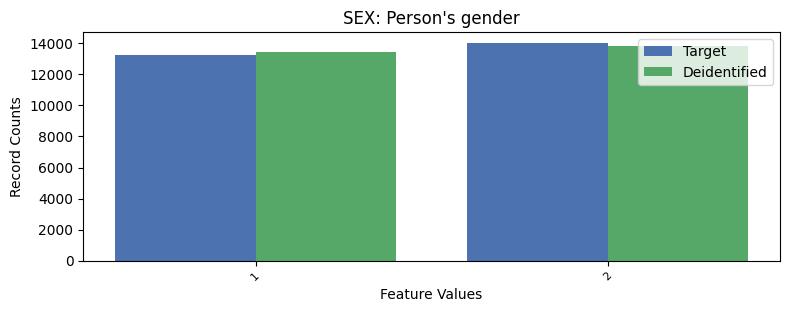 SEX: Person's gender
Target
Deidentified
14000
12000
10000
8000
6000
4000
2000
0
Record Counts
1
2
Feature Values